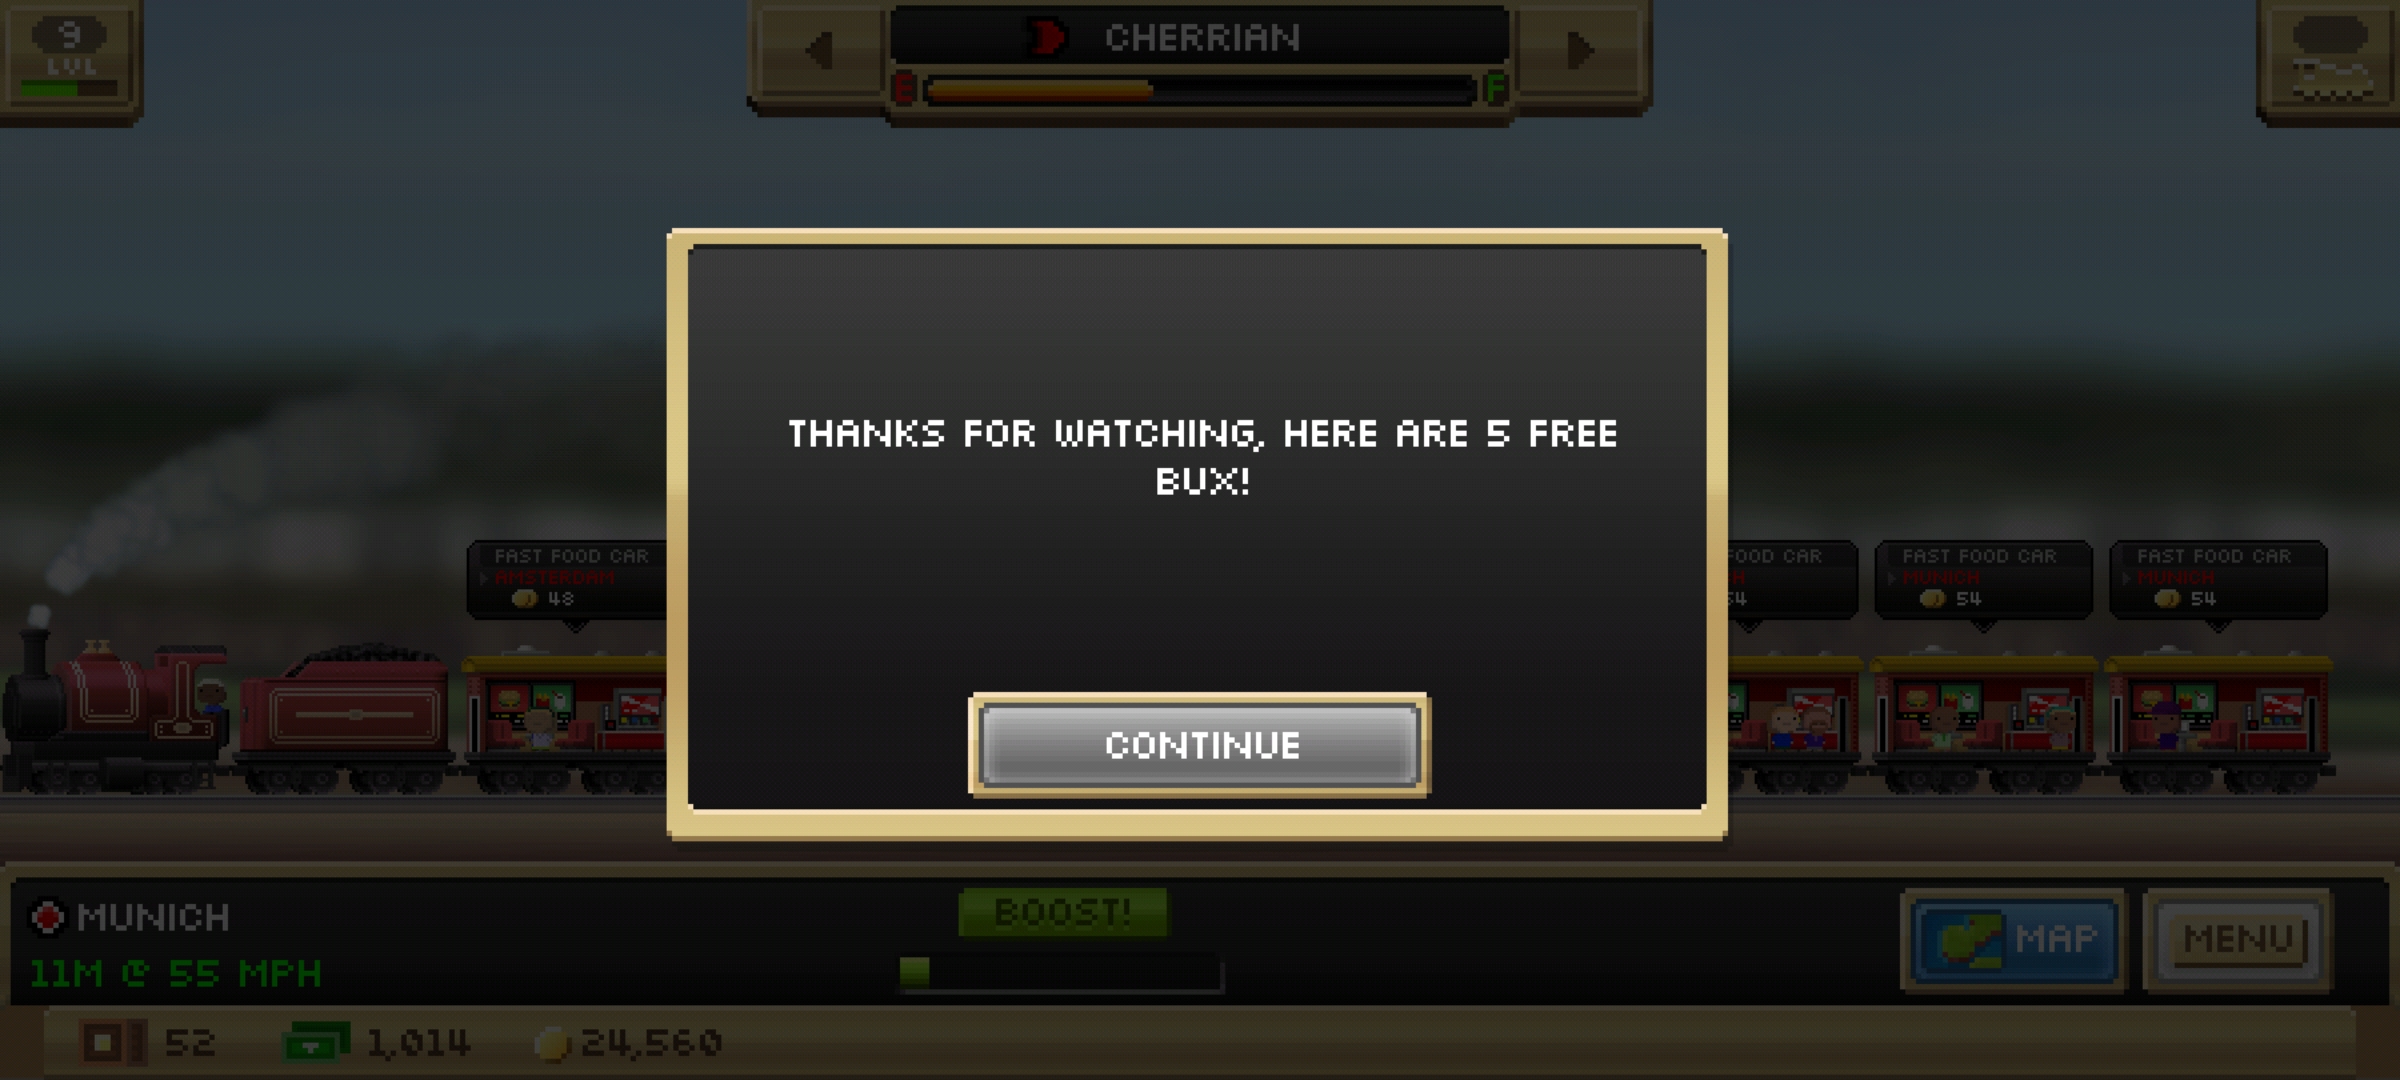 9
LVL
CHERRIAN
E
F
THANKS FOR WATCHING, HERE ARE 5 FREE
BUX!
CONTINUE
FAST FOOD CAR
AMSTERDAM
48
FOOD CAR
54
FAST FOOD CAR
MUNICH
54
FAST FOOD CAR
MUNICH
54
MUNICH
11M @ 55 MPH
BOOST!
MAP
MENU
52
1,014
24,560